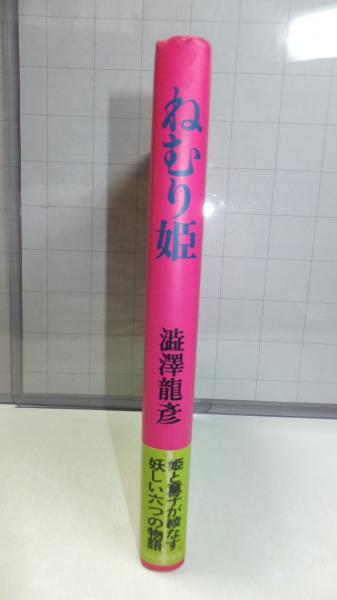 ねむり姫
澁澤龍彦
姫と童子が綾なす
妖しい六つの物語